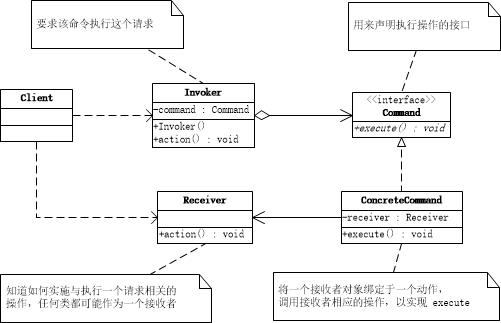 要求该命令执行这个请求
用来声明执行操作的接口
Client
Invoker
-command : Command
+Invoker()
+action() : void
<<interface>>
Command
+execute() : void
Receiver
+action() : void
ConcreteCommand
-receiver : Receiver
+execute() : void
知道如何实施与执行一个请求相关的
操作，任何类都可能作为一个接收者
将一个接收者对象绑定于一个动作，
调用接收者相应的操作，以实现 execute